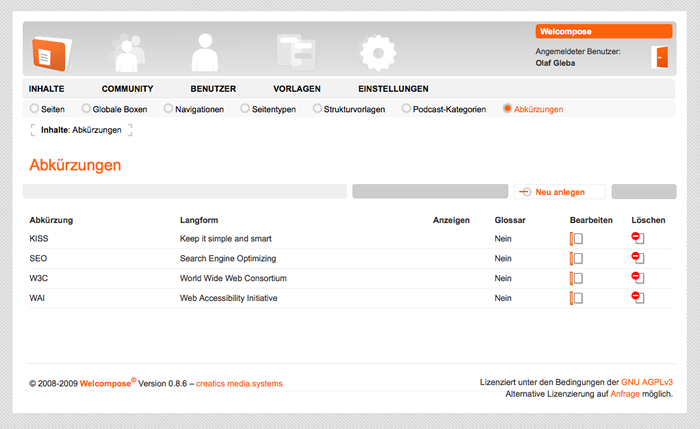 Welcompose
Angemeldeter Benutzer:
Olaf Gleba
INHALTE COMMUNITY BENUTZER VORLAGEN EINSTELLUNGEN
Seiten Globale Boxen Navigationen Seitentypen Strukturvorlagen Podcast-Kategorien Abkürzungen
Inhalte: Abkürzungen
Abkürzungen
Neu anlegen
Abkürzung Langform Anzeigen Glossar Bearbeiten Löschen
KISS Keep it simple and smart Nein
SEO Search Engine Optimizing Nein
W3C World Wide Web Consortium Nein
WAI Web Accessibility Initiative Nein
© 2008-2009 Welcompose® Version 0.8.6 – creatics media.systems
Lizenziert unter den Bedingungen der GNU AGPLv3
Alternative Lizenzierung auf Anfrage möglich.